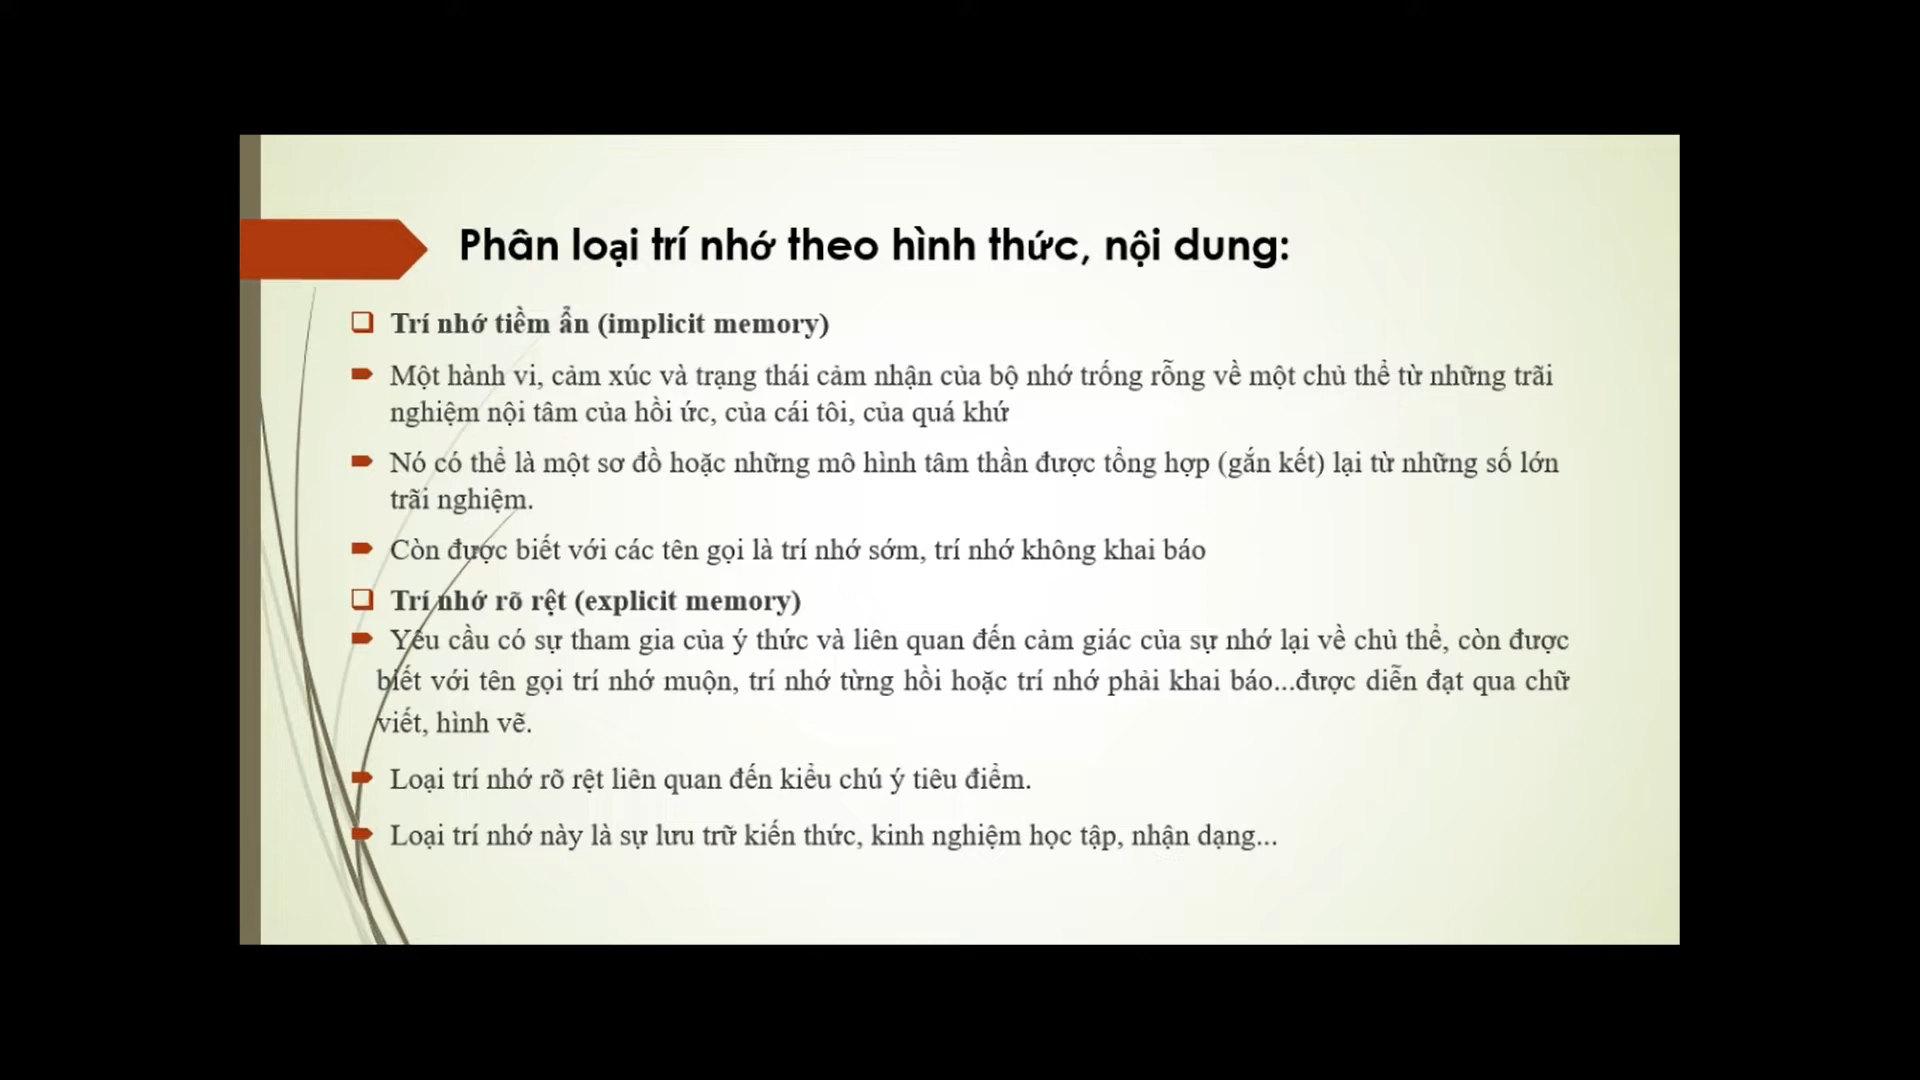 Phân loại trí nhớ theo hình thức, nội dung:
Trí nhớ tiềm ẩn (implicit memory)
Một hành vi, cảm xúc và trạng thái cảm nhận của bộ nhớ trống rỗng về một chủ thể từ những trãi
nghiệm nội tâm của hồi ức, của cái tôi, của quá khứ
Nó có thể là một sơ đồ hoặc những mô hình tâm thần được tổng hợp (gắn kết) lại từ những số lớn
trãi nghiệm.
Còn được biết với các tên gọi là trí nhớ sớm, trí nhớ không khai báo
Trí nhớ rõ rệt (explicit memory)
Yêu cầu có sự tham gia của ý thức và liên quan đến cảm giác của sự nhớ lại về chủ thể, còn được
biết với tên gọi trí nhớ muộn, trí nhớ từng hồi hoặc trí nhớ phải khai báo...được diễn đạt qua chữ
viết, hình vẽ.
Loại trí nhớ rõ rệt liên quan đến kiểu chú ý tiêu điểm.
Loại trí nhớ này là sự lưu trữ kiến thức, kinh nghiệm học tập, nhận dạng...